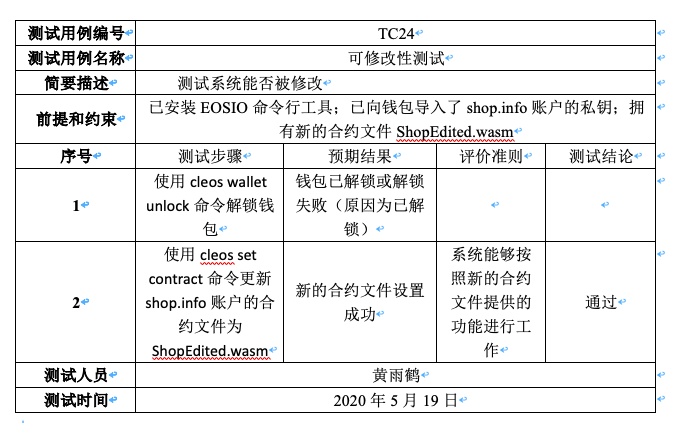 测试用例编号 TC24
测试用例名称 可修改性测试
简要描述 测试系统能否被修改
前提和约束 已安装 EOSIO 命令行工具；已向钱包导入了 shop.info 账户的私钥；拥
有新的合约文件 ShopEdited.wasm
序号 测试步骤 预期结果 评价准则 测试结论
1
使用 cleos wallet
unlock 命令解锁钱
包
钱包已解锁或解锁
失败（原因为已解
锁）
2
使用 cleos set
contract 命令更新
shop.info 账户的合
约文件为
ShopEdited.wasm
新的合约文件设置
成功
系统能够按
照新的合约
文件提供的
功能进行工
作
通过
测试人员 黄雨鹤
测试时间 2020 年 5 月 19 日